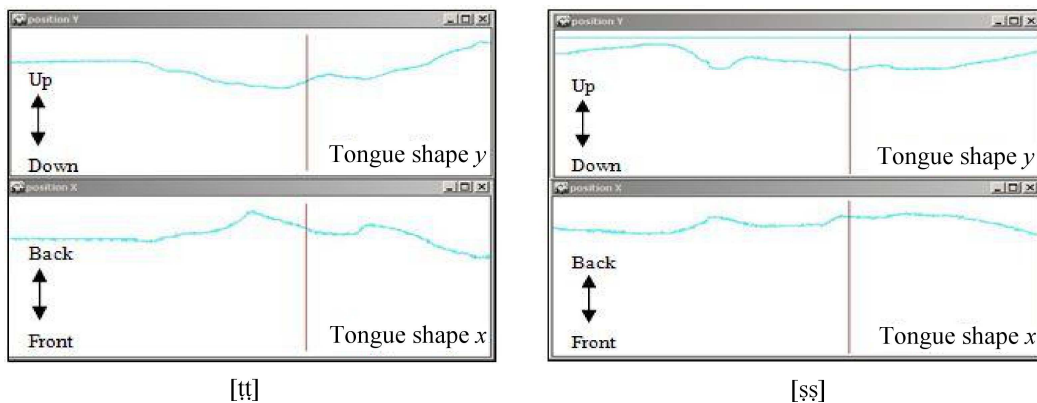 position Y
Up
Down
Tongue shape y
position X
Back
Front
Tongue shape x
[ṭṭ]
position Y
Up
Down
Tongue shape y
position X
Back
Front
Tongue shape x
[ṣṣ]